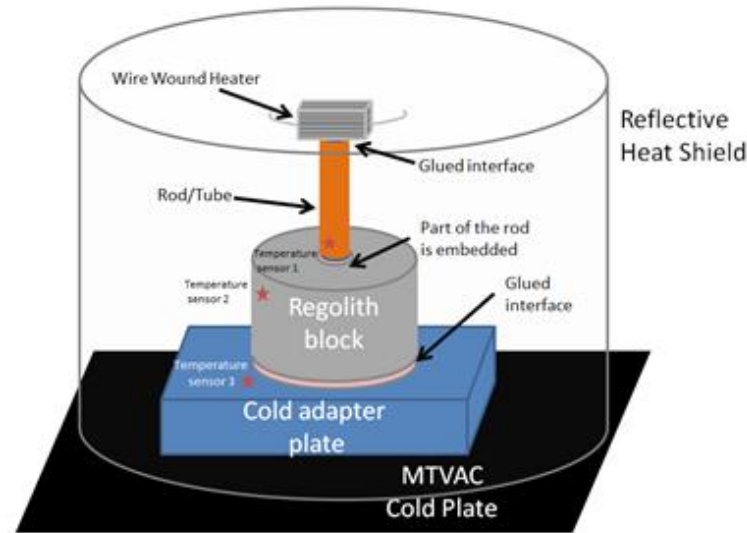 Wire Wound Heater
Reflective
Heat Shield
Glued interface
Rod/Tube
Part of the rod
is embedded
Temperature
sensor 1
Glued
interface
Temperature
sensor 2
Regolith
block
Temperature
sensor 3
Cold adapter
plate
MTVAC
Cold Plate